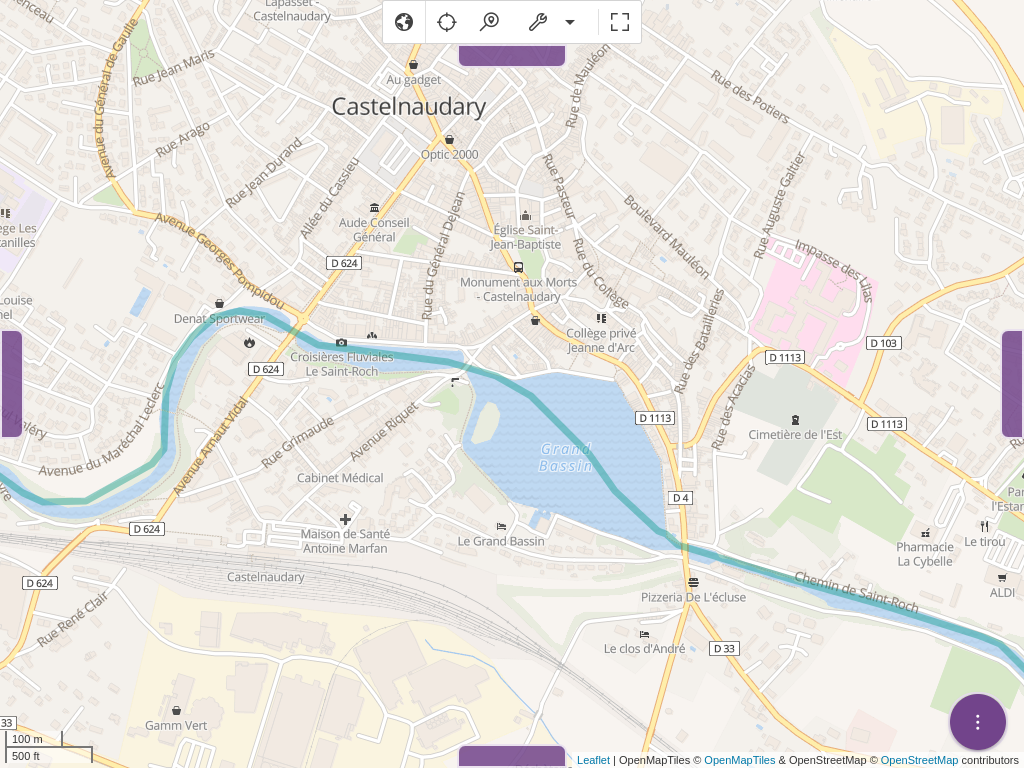 Lapasset -
Castelnaudary
Avenue du Général de Gaulle
Rue Jean Maris
Au gadget
Rue de Mauléon
Rue des Potiers
Castelnaudary
Rue Arago
Optic 2000
Rue Jean Durand
Allée du Cassieu
Rue Pasteur
Rue Auguste Galtier
Boulevard Mauléon
ège Les
tanilles
Avenue Georges Pompidou
Aude Conseil
Général
Rue du Général Dejean
Église Saint-
Jean-Baptiste
Rue du Collège
Impasse des Lilas
D 624
Monument aux Morts
- Castelnaudary
Louise
nel
Denat Sportwear
Collège privé
Jeanne d'Arc
Rue des Batailleries
D 103
Croisières Fluviales
Le Saint-Roch
D 624
D 1113
Rue des Acacias
Avenue du Maréchal Leclerc
Avenue Arnaut Vidal
Rue Grimaude
Avenue Riquet
D 1113
D 1113
Cimetière de l'Est
Grand
Bassin
Cabinet Médical
D 4
Par
l'Estar
D 624
Maison de Santé
Antoine Marfan
Le Grand Bassin
Pharmacie
La Cybelle
Le tirou
Castelnaudary
D 624
Chemin de Saint-Roch
ALDI
Pizzeria De L'écluse
Rue René Clair
Le clos d'André
D 33
Gamm Vert
33
100 m
500 ft
Leaflet | OpenMapTiles © OpenMapTiles & OpenStreetMap © OpenStreetMap contributors